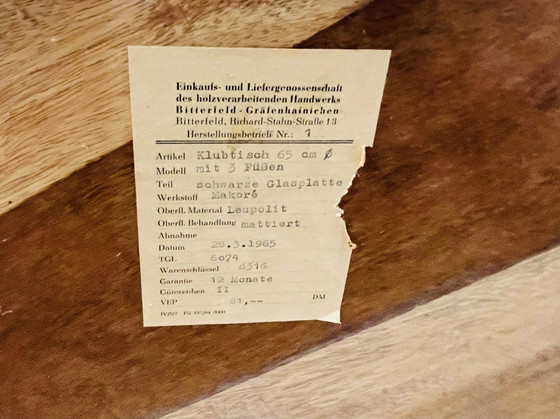 Einkaufs- und Liefergenossenschaft
des holzverarbeitenden Handwerks
Bitterfeld - Gräfenhainichen
Bitterfeld, Richard-Stahn-Straße 13
Herstellungsbetrieb Nr.: 1
Artikel Klubtisch 65 cm Ø
Modell mit 3 Füßen
Teil schwarze Glasplatte
Werkstoff Makoré
Oberfl. Material Leupolit
Oberfl. Behandlung mattiert
Abnahme
Datum 28.3.1965
TGL 6074
Warenschlüssel 6316
Garantie 12 Monate
Gütezeichen II
VEP 81,-- DM